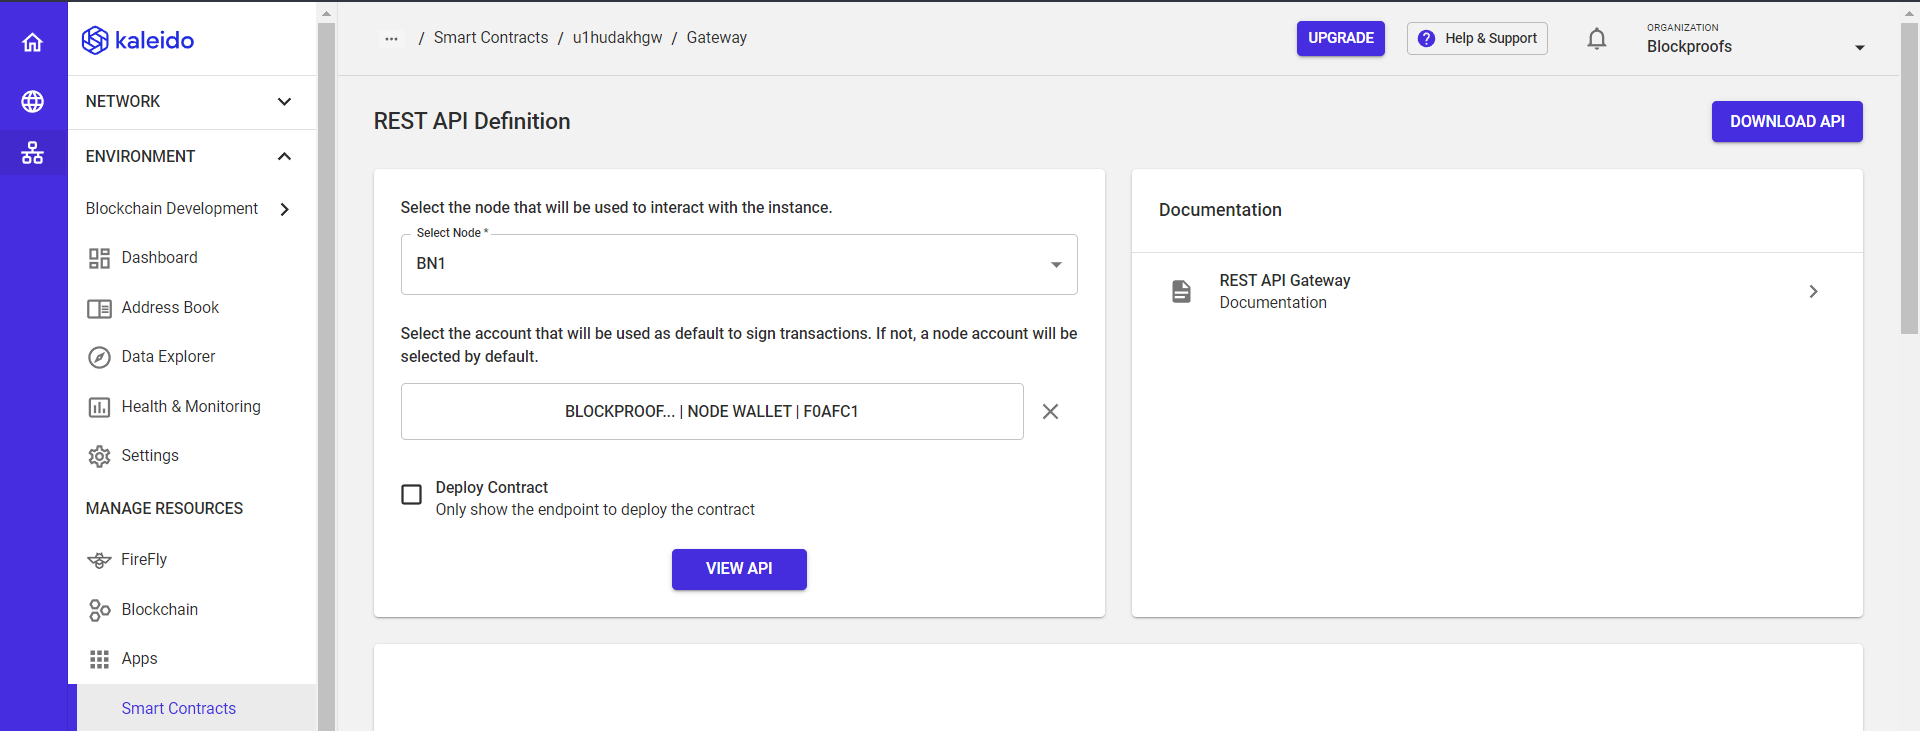 kaleido
... / Smart Contracts / u1hudakhgw / Gateway
UPGRADE
Help & Support
ORGANIZATION
Blockproofs
NETWORK
ENVIRONMENT
Blockchain Development
Dashboard
Address Book
Data Explorer
Health & Monitoring
Settings
MANAGE RESOURCES
FireFly
Blockchain
Apps
Smart Contracts
REST API Definition
DOWNLOAD API
Select the node that will be used to interact with the instance.
Select Node *
BN1
Select the account that will be used as default to sign transactions. If not, a node account will be
selected by default.
BLOCKPROOF... | NODE WALLET | F0AFC1
Deploy Contract
Only show the endpoint to deploy the contract
VIEW API
Documentation
REST API Gateway
Documentation